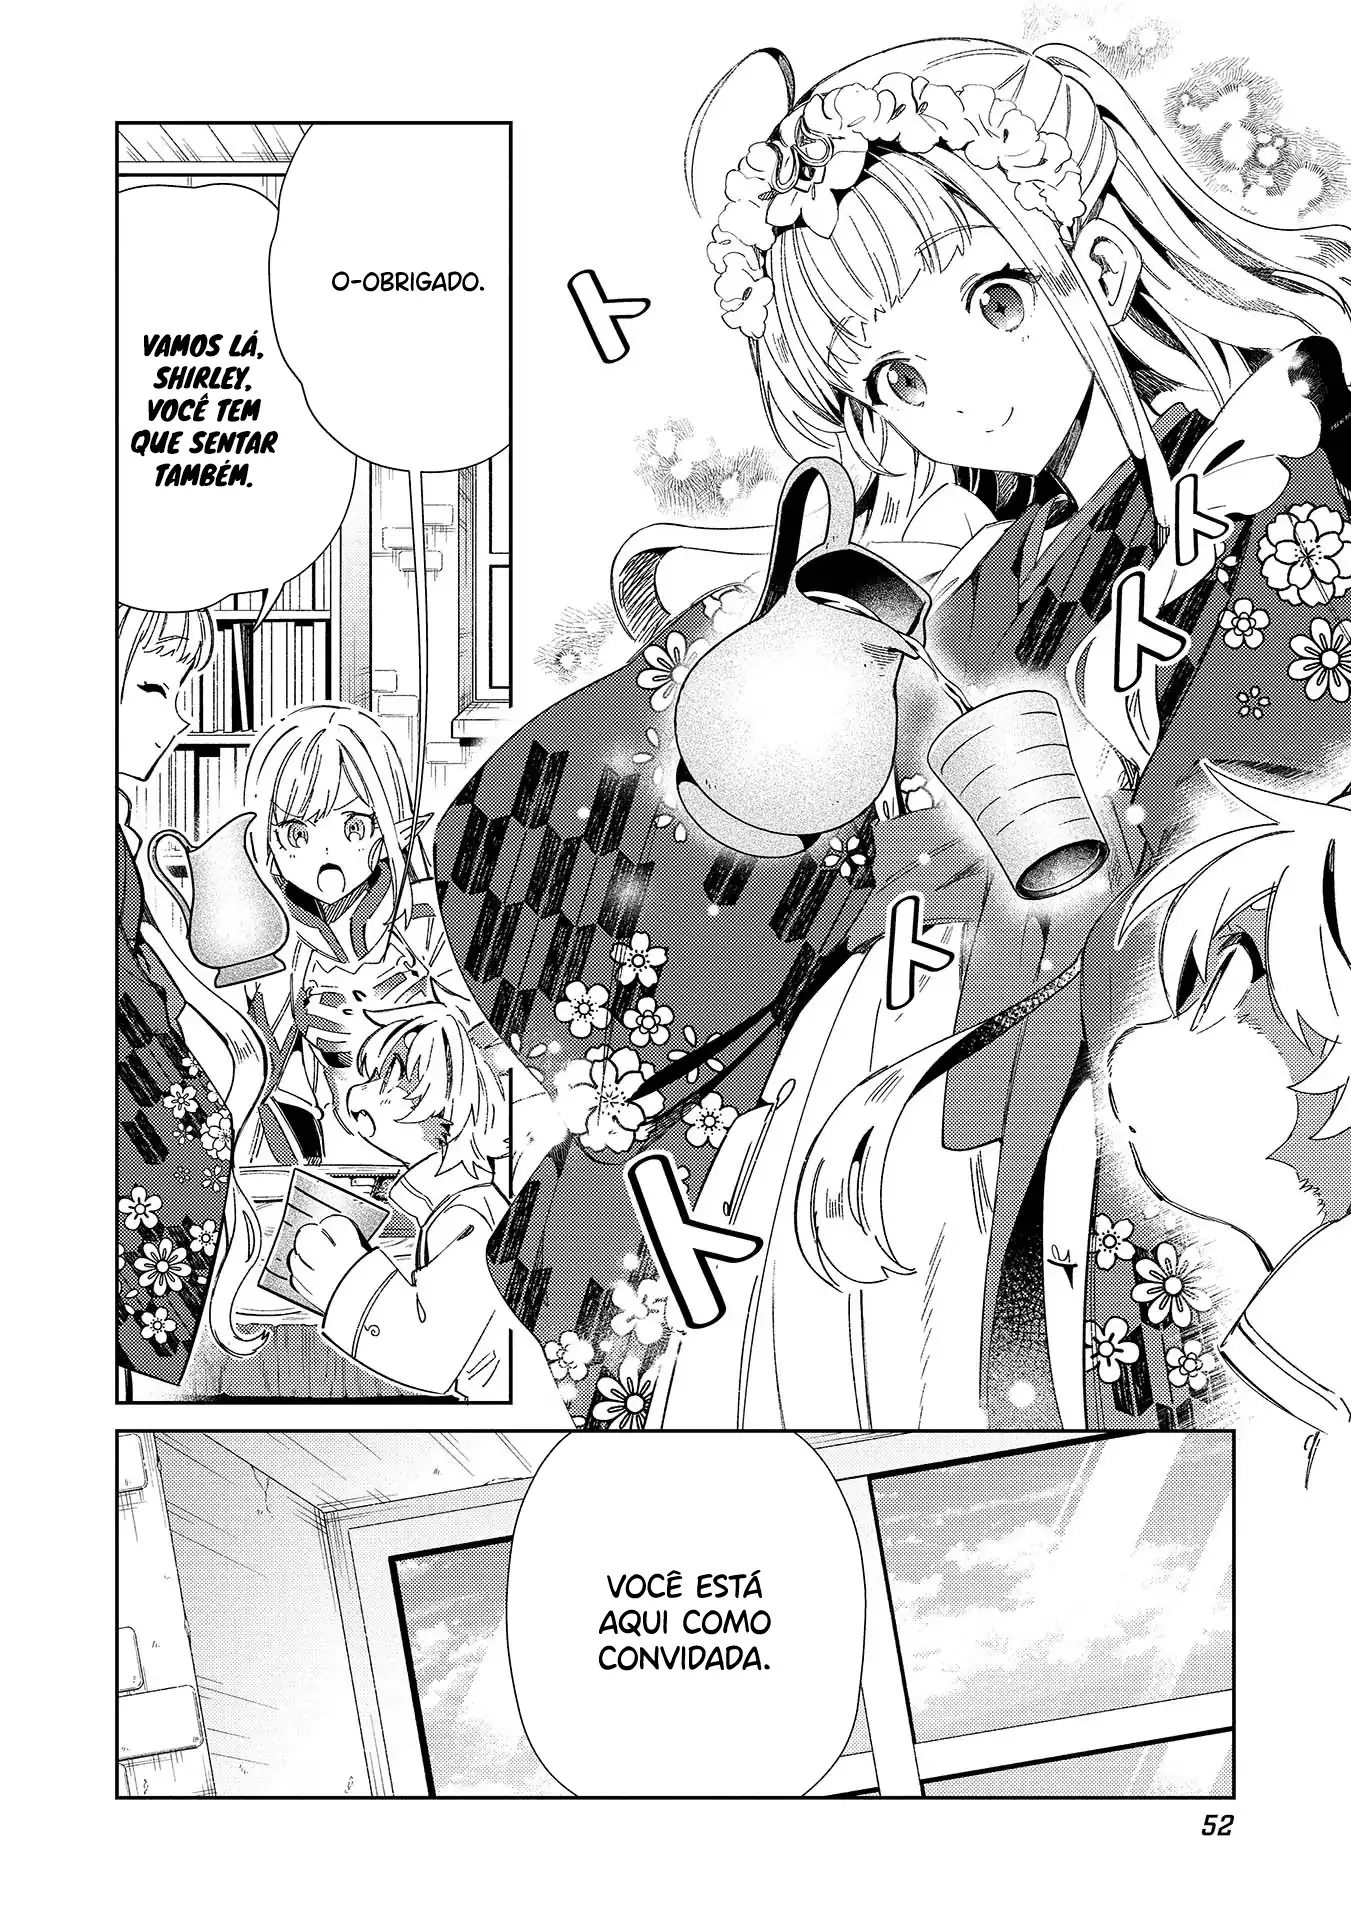 ト
ト
ト
ト
ト
O-OBRIGADO.
VAMOS LÁ,
SHIRLEY,
VOCÊ TEM
QUE SENTAR
TAMBÉM.
VOCÊ ESTÁ
AQUI COMO
CONVIDADA.
52